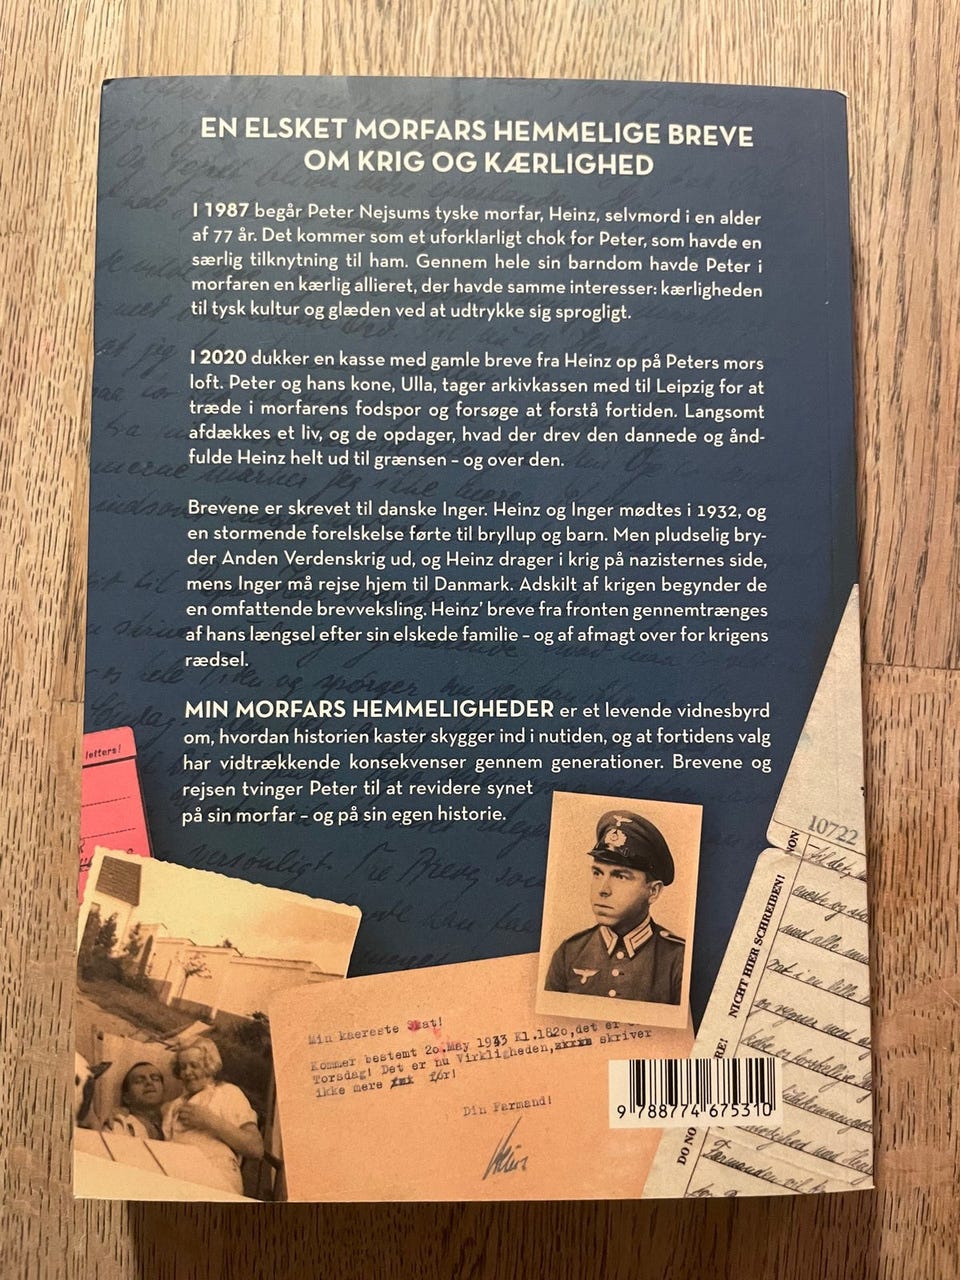 EN ELSKET MORFARS HEMMELIGE BREVE
OM KRIG OG KÆRLIGHED
I 1987 begår Peter Nejsums tyske morfar, Heinz, selvmord i en alder
af 77 år. Det kommer som et uforklarligt chok for Peter, som havde en
særlig tilknytning til ham. Gennem hele sin barndom havde Peter i
morfaren en kærlig allieret, der havde samme interesser: kærligheden
til tysk kultur og glæden ved at udtrykke sig sprogligt.
I 2020 dukker en kasse med gamle breve fra Heinz op på Peters mors
loft. Peter og hans kone, Ulla, tager arkivkassen med til Leipzig for at
træde i morfarens fodspor og forsøge at forstå fortiden. Langsomt
afdækkes et liv, og de opdager, hvad der drev den dannede og ånd-
fulde Heinz helt ud til grænsen – og over den.
Brevene er skrevet til danske Inger. Heinz og Inger mødtes i 1932, og
en stormende forelskelse førte til bryllup og barn. Men pludselig bry-
der Anden Verdenskrig ud, og Heinz drager i krig på nazisternes side,
mens Inger må rejse hjem til Danmark. Adskilt af krigen begynder de
en omfattende brevveksling. Heinz' breve fra fronten gennemtrænges
af hans længsel efter sin elskede familie – og af afmagt over for krigens
rædsel.
MIN MORFARS HEMMELIGHEDER er et levende vidnesbyrd
om, hvordan historien kaster skygger ind i nutiden, og at fortidens valg
har vidtrækkende konsekvenser gennem generationer. Brevene og
rejsen tvinger Peter til at revidere synet
på sin morfar – og på sin egen historie.
letters!
10722
NICHT HIER SCHREIBEN!
Min kaereste Skat!
Kommer bestemt 20.May 1943 Kl.1820,det er
Torsdag! Det er nu Virkligheden, skriver
ikke mere før!
Din Farmand!
DO NO
RE!
9 788774 675310